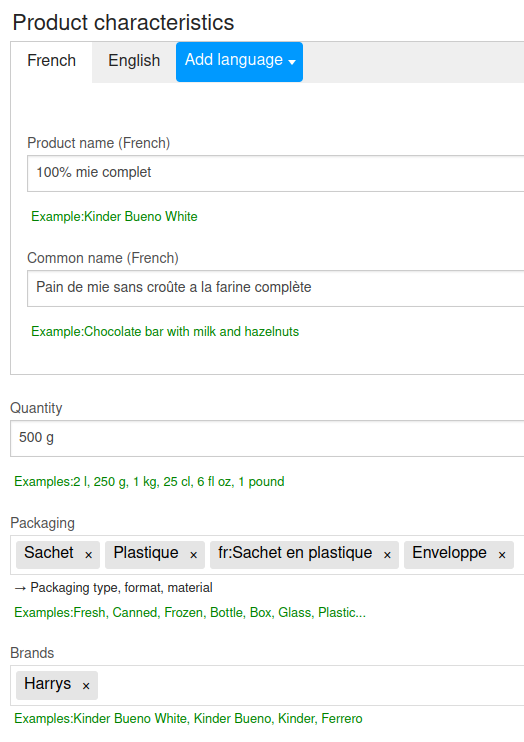 Product characteristics
French English Add language
Product name (French)
100% mie complet
Example:Kinder Bueno White
Common name (French)
Pain de mie sans croûte a la farine complète
Example:Chocolate bar with milk and hazelnuts
Quantity
500 g
Examples:2 l, 250 g, 1 kg, 25 cl, 6 fl oz, 1 pound
Packaging
Sachet × Plastique × fr:Sachet en plastique × Enveloppe ×
→ Packaging type, format, material
Examples:Fresh, Canned, Frozen, Bottle, Box, Glass, Plastic...
Brands
Harrys ×
Examples:Kinder Bueno White, Kinder Bueno, Kinder, Ferrero